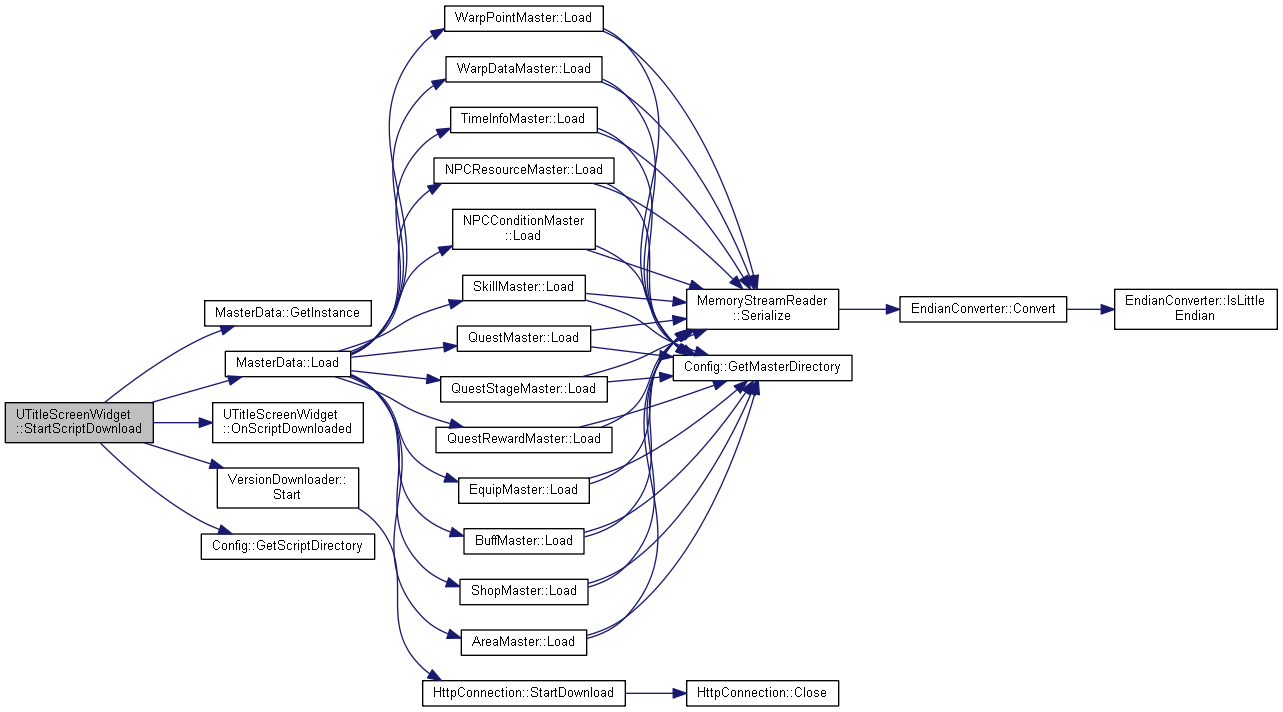 WarpPointMaster::Load
WarpDataMaster::Load
TimeInfoMaster::Load
NPCResourceMaster::Load
NPCConditionMaster
::Load
SkillMaster::Load
MemoryStreamReader
::Serialize
EndianConverter::Convert
EndianConverter::IsLittle
Endian
MasterData::GetInstance
QuestMaster::Load
MasterData::Load
Config::GetMasterDirectory
QuestStageMaster::Load
UTitleScreenWidget
::StartScriptDownload
UTitleScreenWidget
::OnScriptDownloaded
QuestRewardMaster::Load
VersionDownloader::
Start
EquipMaster::Load
Config::GetScriptDirectory
BuffMaster::Load
ShopMaster::Load
AreaMaster::Load
HttpConnection::StartDownload
HttpConnection::Close